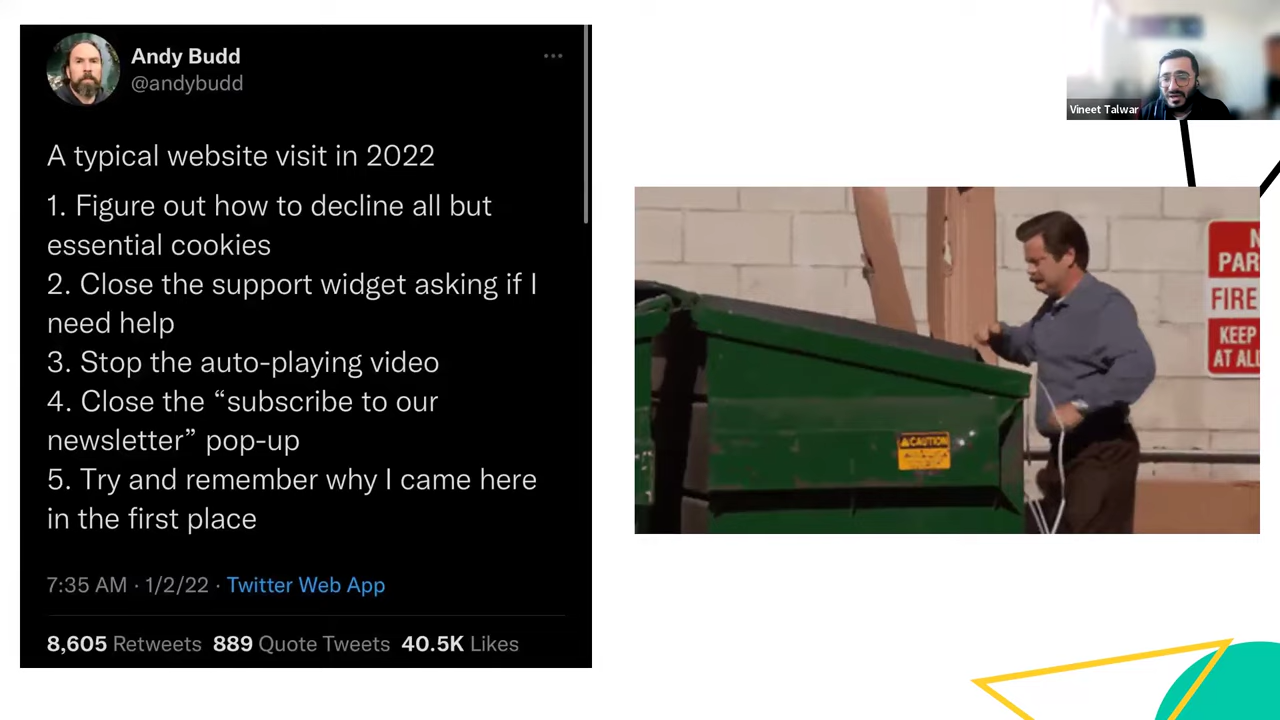 Andy Budd
@andybudd
A typical website visit in 2022
1. Figure out how to decline all but
essential cookies
2. Close the support widget asking if I
need help
3. Stop the auto-playing video
4. Close the “subscribe to our
newsletter” pop-up
5. Try and remember why I came here
in the first place
7:35 AM · 1/2/22 · Twitter Web App
8,605 Retweets 889 Quote Tweets 40.5K Likes
Vineet Talwar
PAR
FIRE
KEEP
AT ALL
CAUTION